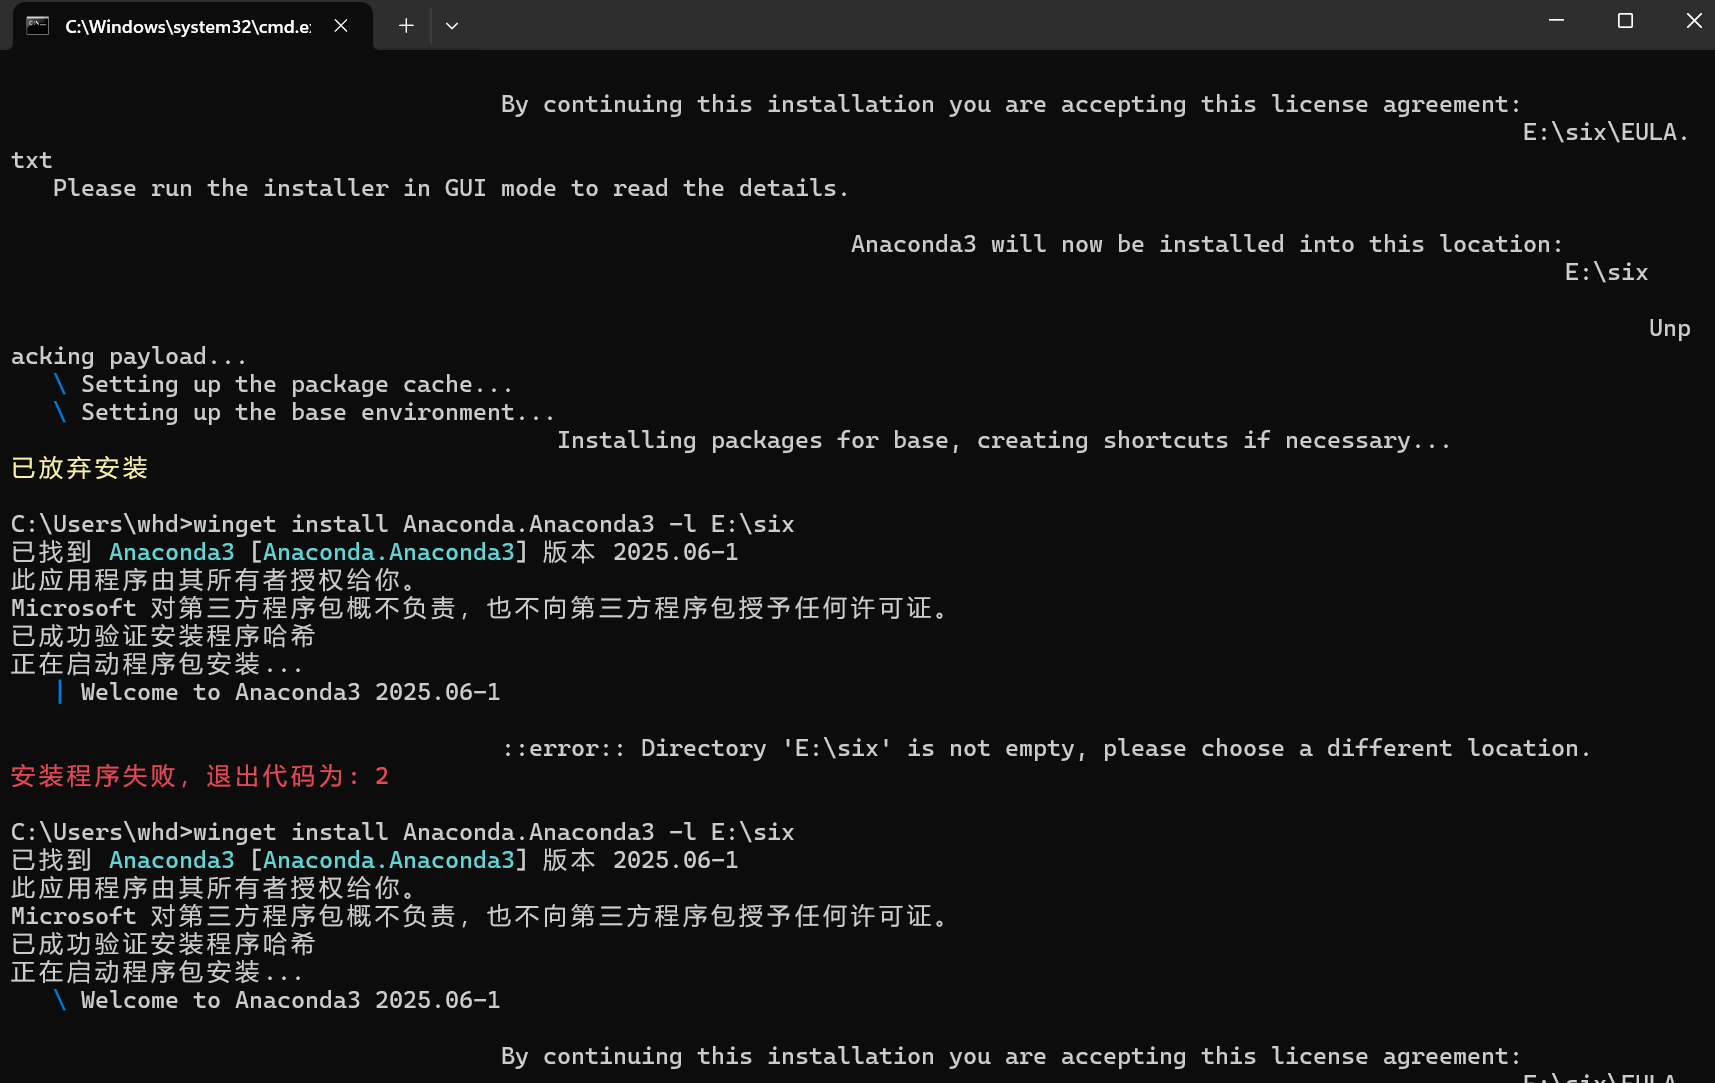 C:\Windows\system32\cmd.e
By continuing this installation you are accepting this license agreement:
E:\six\EULA.
txt
Please run the installer in GUI mode to read the details.
Anaconda3 will now be installed into this location:
E:\six
Unp
acking payload...
\ Setting up the package cache...
\ Setting up the base environment...
Installing packages for base, creating shortcuts if necessary...
已放弃安装
C:\Users\whd>winget install Anaconda.Anaconda3 -l E:\six
已找到 Anaconda3 [Anaconda.Anaconda3] 版本 2025.06-1
此应用程序由其所有者授权给你。
Microsoft 对第三方程序包概不负责，也不向第三方程序包授予任何许可证。
已成功验证安装程序哈希
正在启动程序包安装...
| Welcome to Anaconda3 2025.06-1
::error:: Directory 'E:\six' is not empty, please choose a different location.
安装程序失败，退出代码为: 2
C:\Users\whd>winget install Anaconda.Anaconda3 -l E:\six
已找到 Anaconda3 [Anaconda.Anaconda3] 版本 2025.06-1
此应用程序由其所有者授权给你。
Microsoft 对第三方程序包概不负责，也不向第三方程序包授予任何许可证。
已成功验证安装程序哈希
正在启动程序包安装...
\ Welcome to Anaconda3 2025.06-1
By continuing this installation you are accepting this license agreement:
E:\six\EULA.